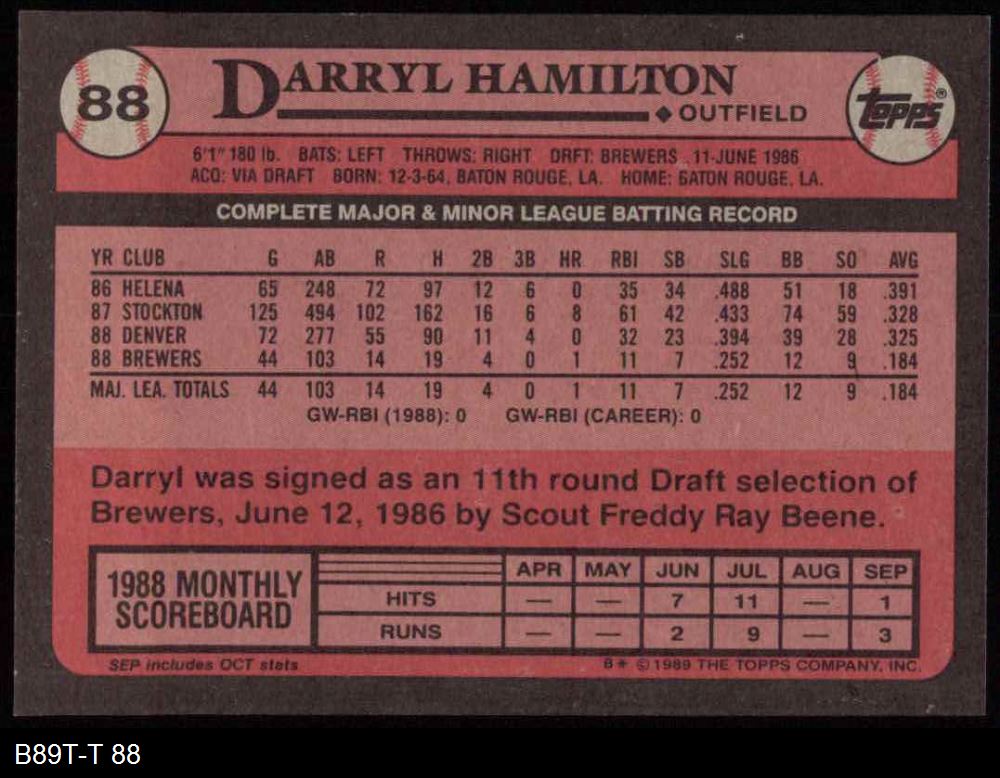 88
DARRYL HAMILTON
OUTFIELD
TOPPS®
6'1" 180 lb. BATS: LEFT THROWS: RIGHT DRFT: BREWERS 11-JUNE 1986
ACQ: VIA DRAFT BORN: 12-3-64, BATON ROUGE, LA. HOME: BATON ROUGE, LA.
COMPLETE MAJOR & MINOR LEAGUE BATTING RECORD
YR CLUB G AB R H 2B 3B HR RBI SB SLG BB SO AVG
86 HELENA 65 248 72 97 12 6 0 35 34 .488 51 18 .391
87 STOCKTON 125 494 102 162 16 6 8 61 42 .433 74 59 .328
88 DENVER 72 277 55 90 11 4 0 32 23 .394 39 28 .325
88 BREWERS 44 103 14 19 4 0 1 11 7 .252 12 9 .184
MAJ. LEA. TOTALS 44 103 14 19 4 0 1 11 7 .252 12 9 .184
GW-RBI (1988): 0 GW-RBI (CAREER): 0
Darryl was signed as an 11th round Draft selection of
Brewers, June 12, 1986 by Scout Freddy Ray Beene.
1988 MONTHLY
SCOREBOARD
APR MAY JUN JUL AUG SEP
HITS — — 7 11 — 1
RUNS — — 2 9 — 3
SEP includes OCT stats
B* © 1989 THE TOPPS COMPANY, INC.
B89T-T 88